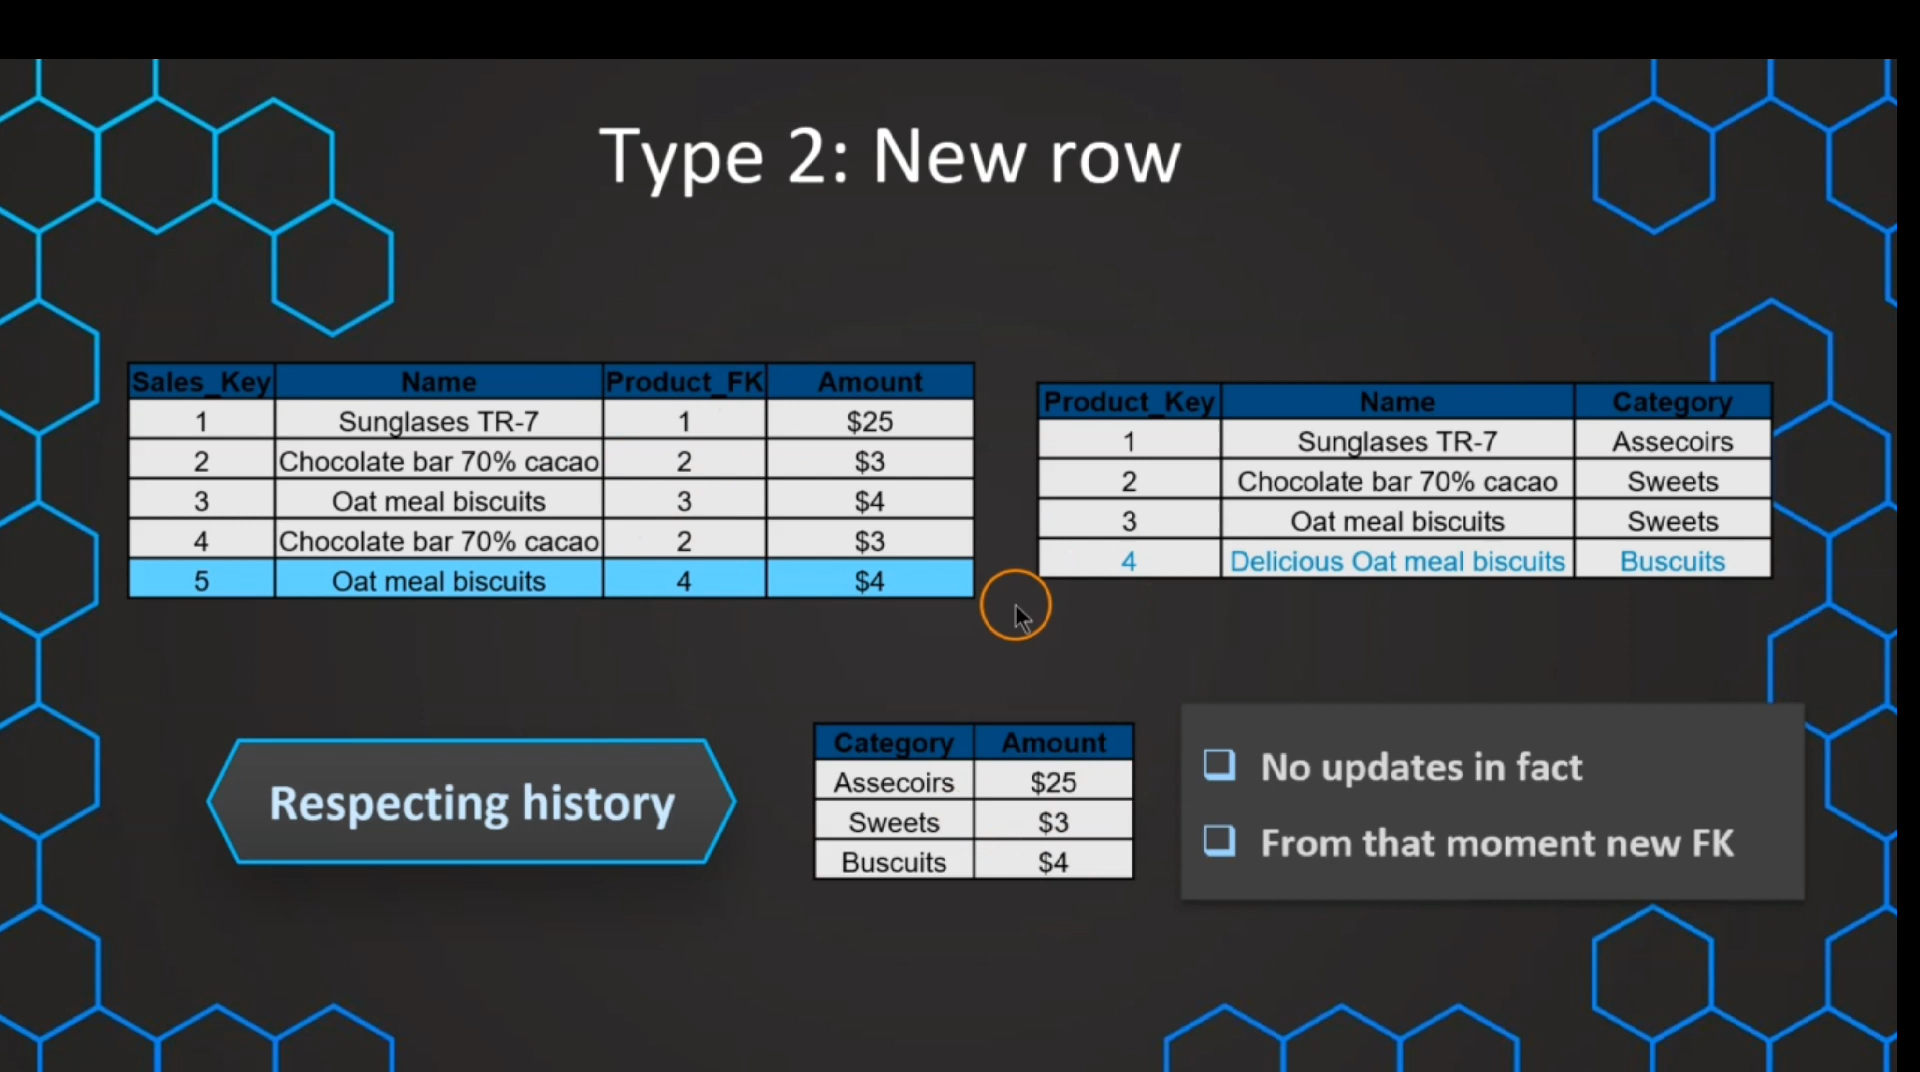 Type 2: New row
Sales_Key Name Product_FK Amount
1 Sunglases TR-7 1 $25
2 Chocolate bar 70% cacao 2 $3
3 Oat meal biscuits 3 $4
4 Chocolate bar 70% cacao 2 $3
5 Oat meal biscuits 4 $4
Product_Key Name Category
1 Sunglases TR-7 Assecoirs
2 Chocolate bar 70% cacao Sweets
3 Oat meal biscuits Sweets
4 Delicious Oat meal biscuits Buscuits
Respecting history
Category Amount
Assecoirs $25
Sweets $3
Buscuits $4
No updates in fact
From that moment new FK